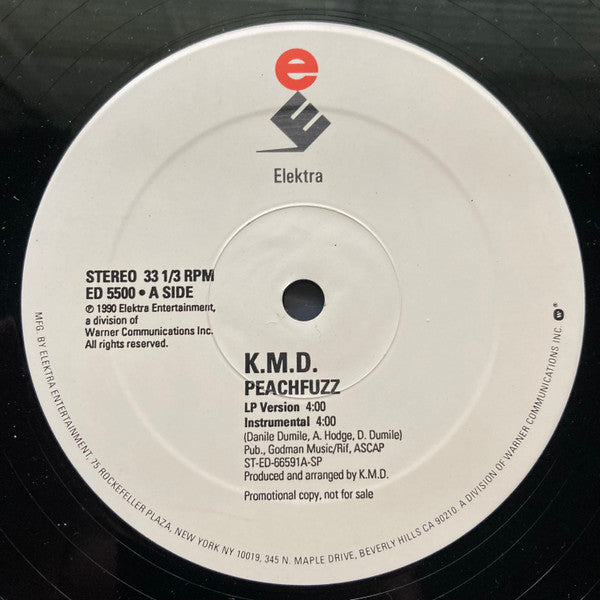 e
E
Elektra
STEREO 33 1/3 RPM
ED 5500 • A SIDE
℗ 1990 Elektra Entertainment,
a division of
Warner Communications Inc.
All rights reserved.
K.M.D.
PEACHFUZZ
LP Version 4:00
Instrumental 4:00
(Danile Dumile, A. Hodge, D. Dumile)
Pub., Godman Music/Rif, ASCAP
ST-ED-66591A-SP
Produced and arranged by K.M.D.
Promotional copy, not for sale
MFG. BY ELEKTRA ENTERTAINMENT, 75 ROCKEFELLER PLAZA, NEW YORK NY 10019, 345 N. MAPLE DRIVE, BEVERLY HILLS CA 90210. A DIVISION OF WARNER COMMUNICATIONS INC.